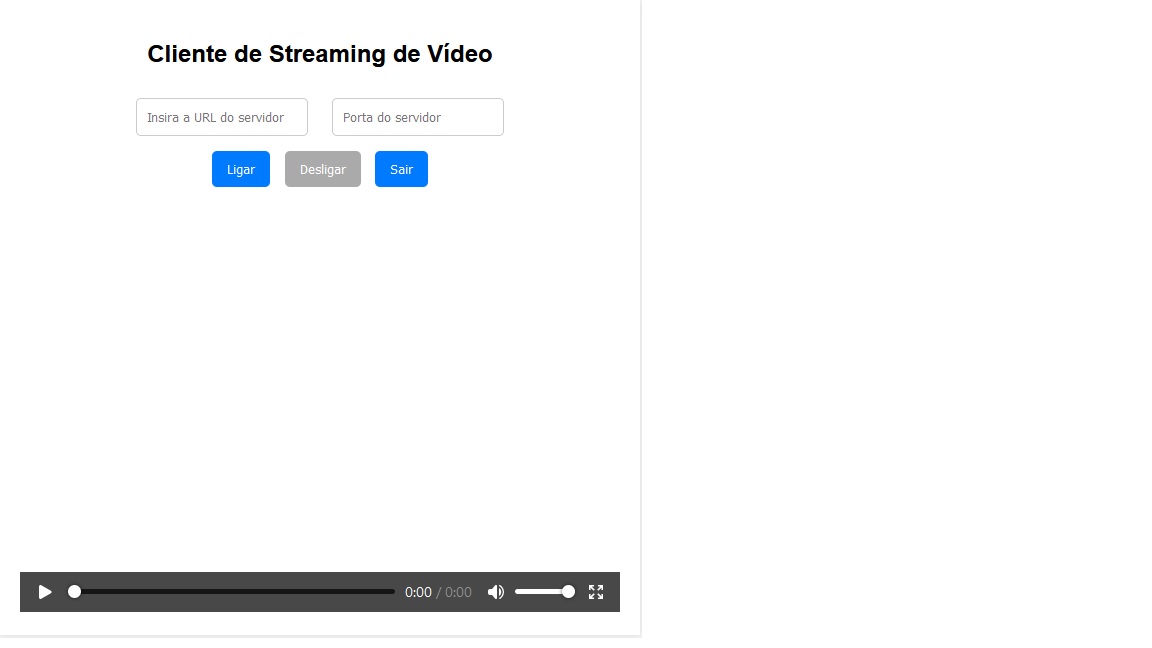 Cliente de Streaming de Vídeo
Insira a URL do servidor Porta do servidor
Ligar Desligar Sair
0:00 / 0:00